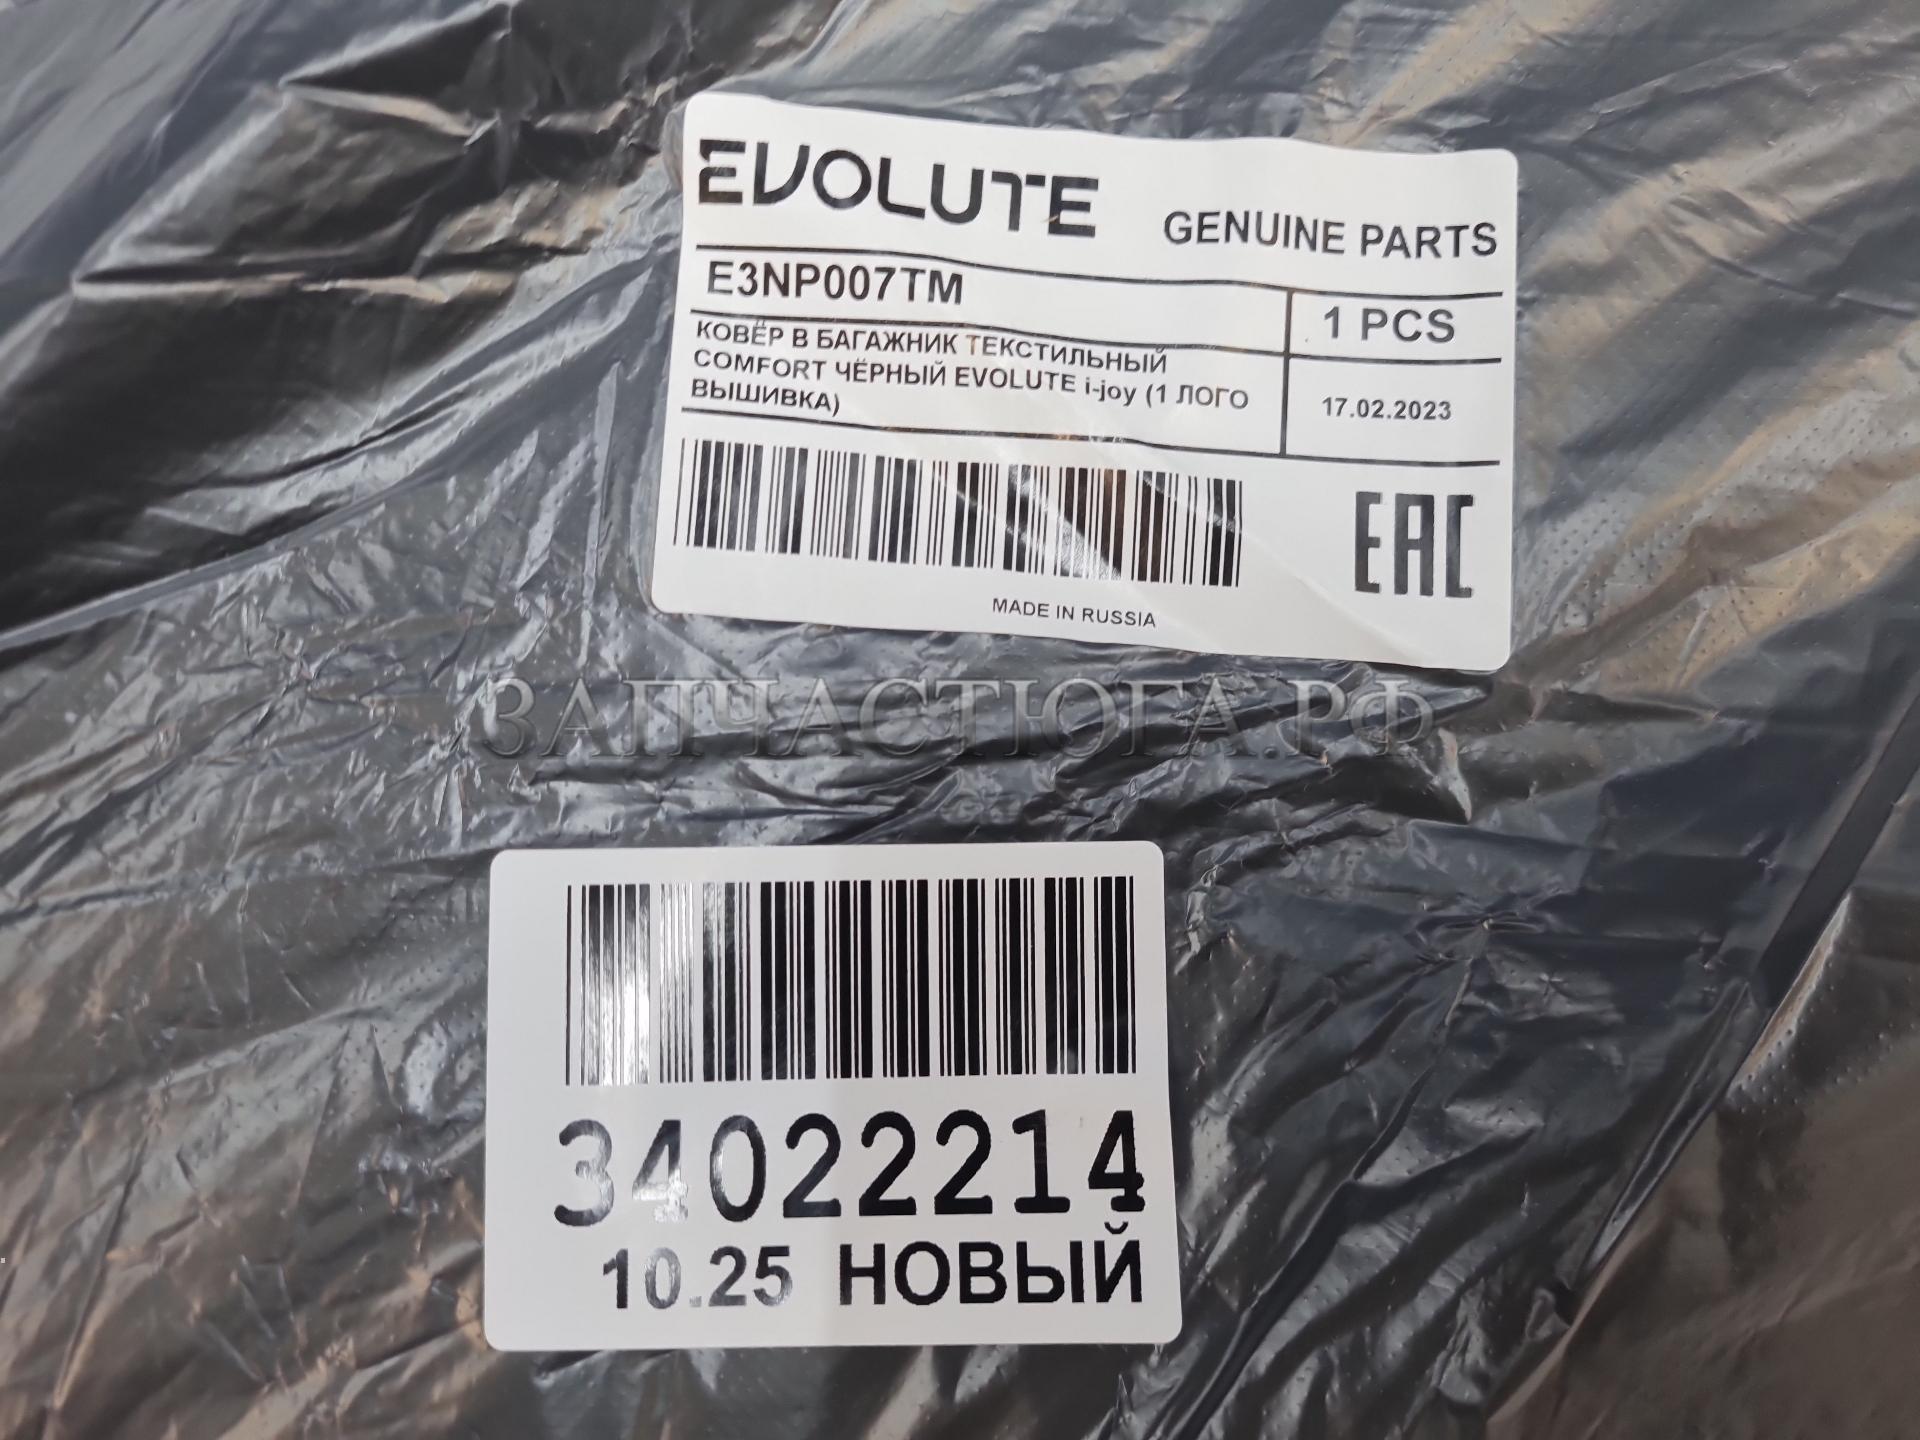 EVOLUTE
GENUINE PARTS
E3NP007TM
1 PCS
КОВЁР В БАГАЖНИК ТЕКСТИЛЬНЫЙ
COMFORT ЧЁРНЫЙ EVOLUTE i-joy (1 ЛОГО
ВЫШИВКА)
17.02.2023
EAC
MADE IN RUSSIA
ЗАПЧАСТЮГА.РФ
34022214
10.25 НОВЫЙ